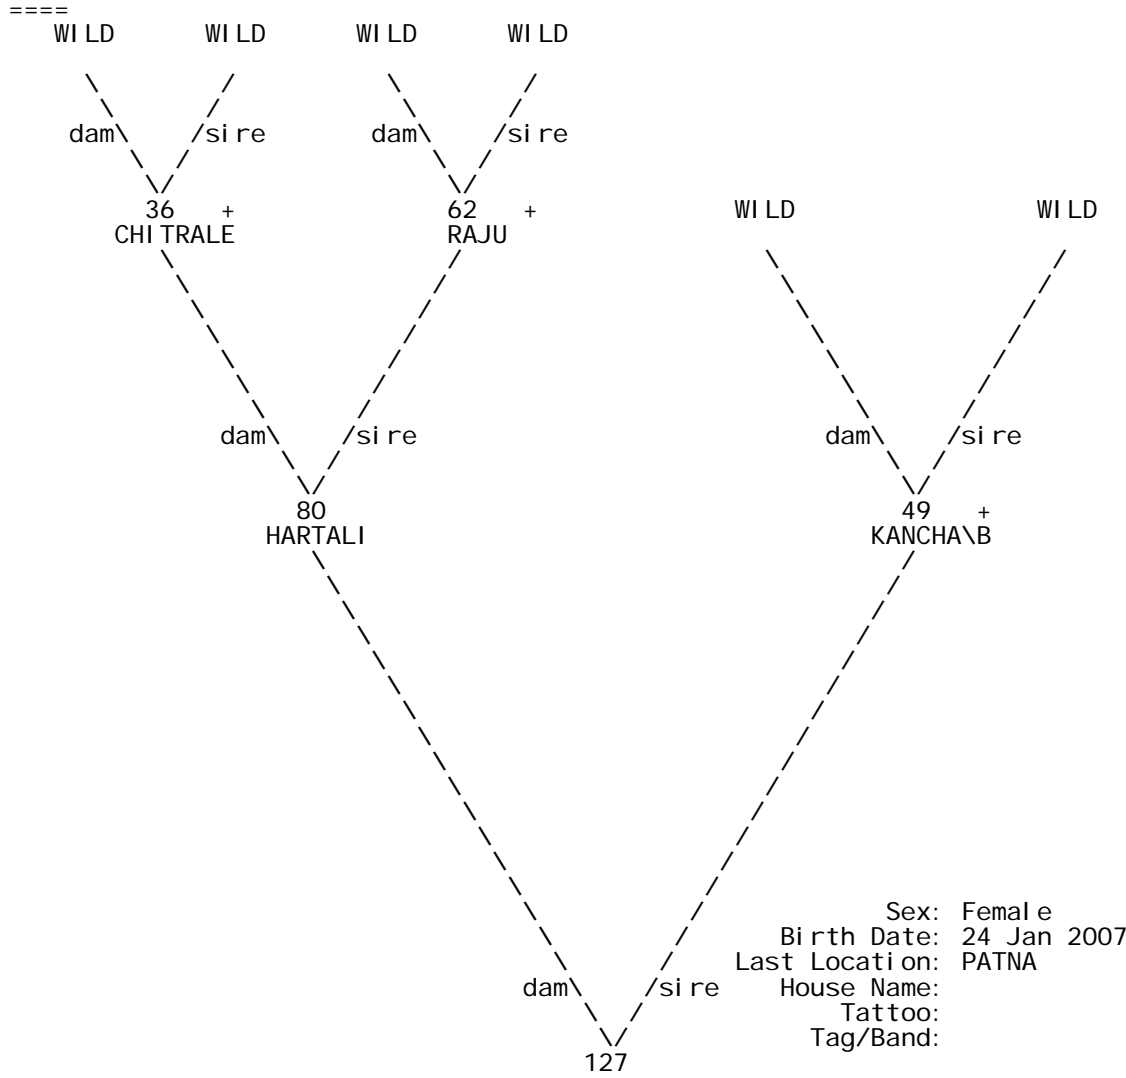 ====
WILD WILD WILD WILD
dam sire dam sire
36 + 62 + WILD WILD
CHITRALE RAJU
dam sire dam sire
80 49 +
HARTALI KANCHA\B
Sex: Female
Birth Date: 24 Jan 2007
Last Location: PATNA
dam sire House Name:
Tattoo:
Tag/Band:
127